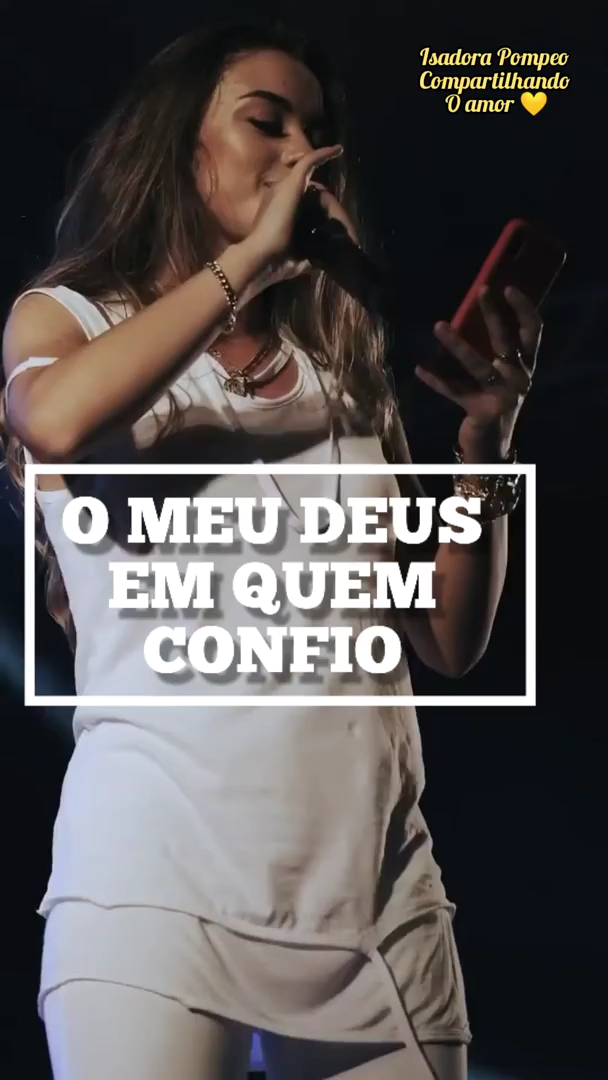 Isadora Pompeo
Compartilhando
O amor 💛
O MEU DEUS
EM QUEM
CONFIO